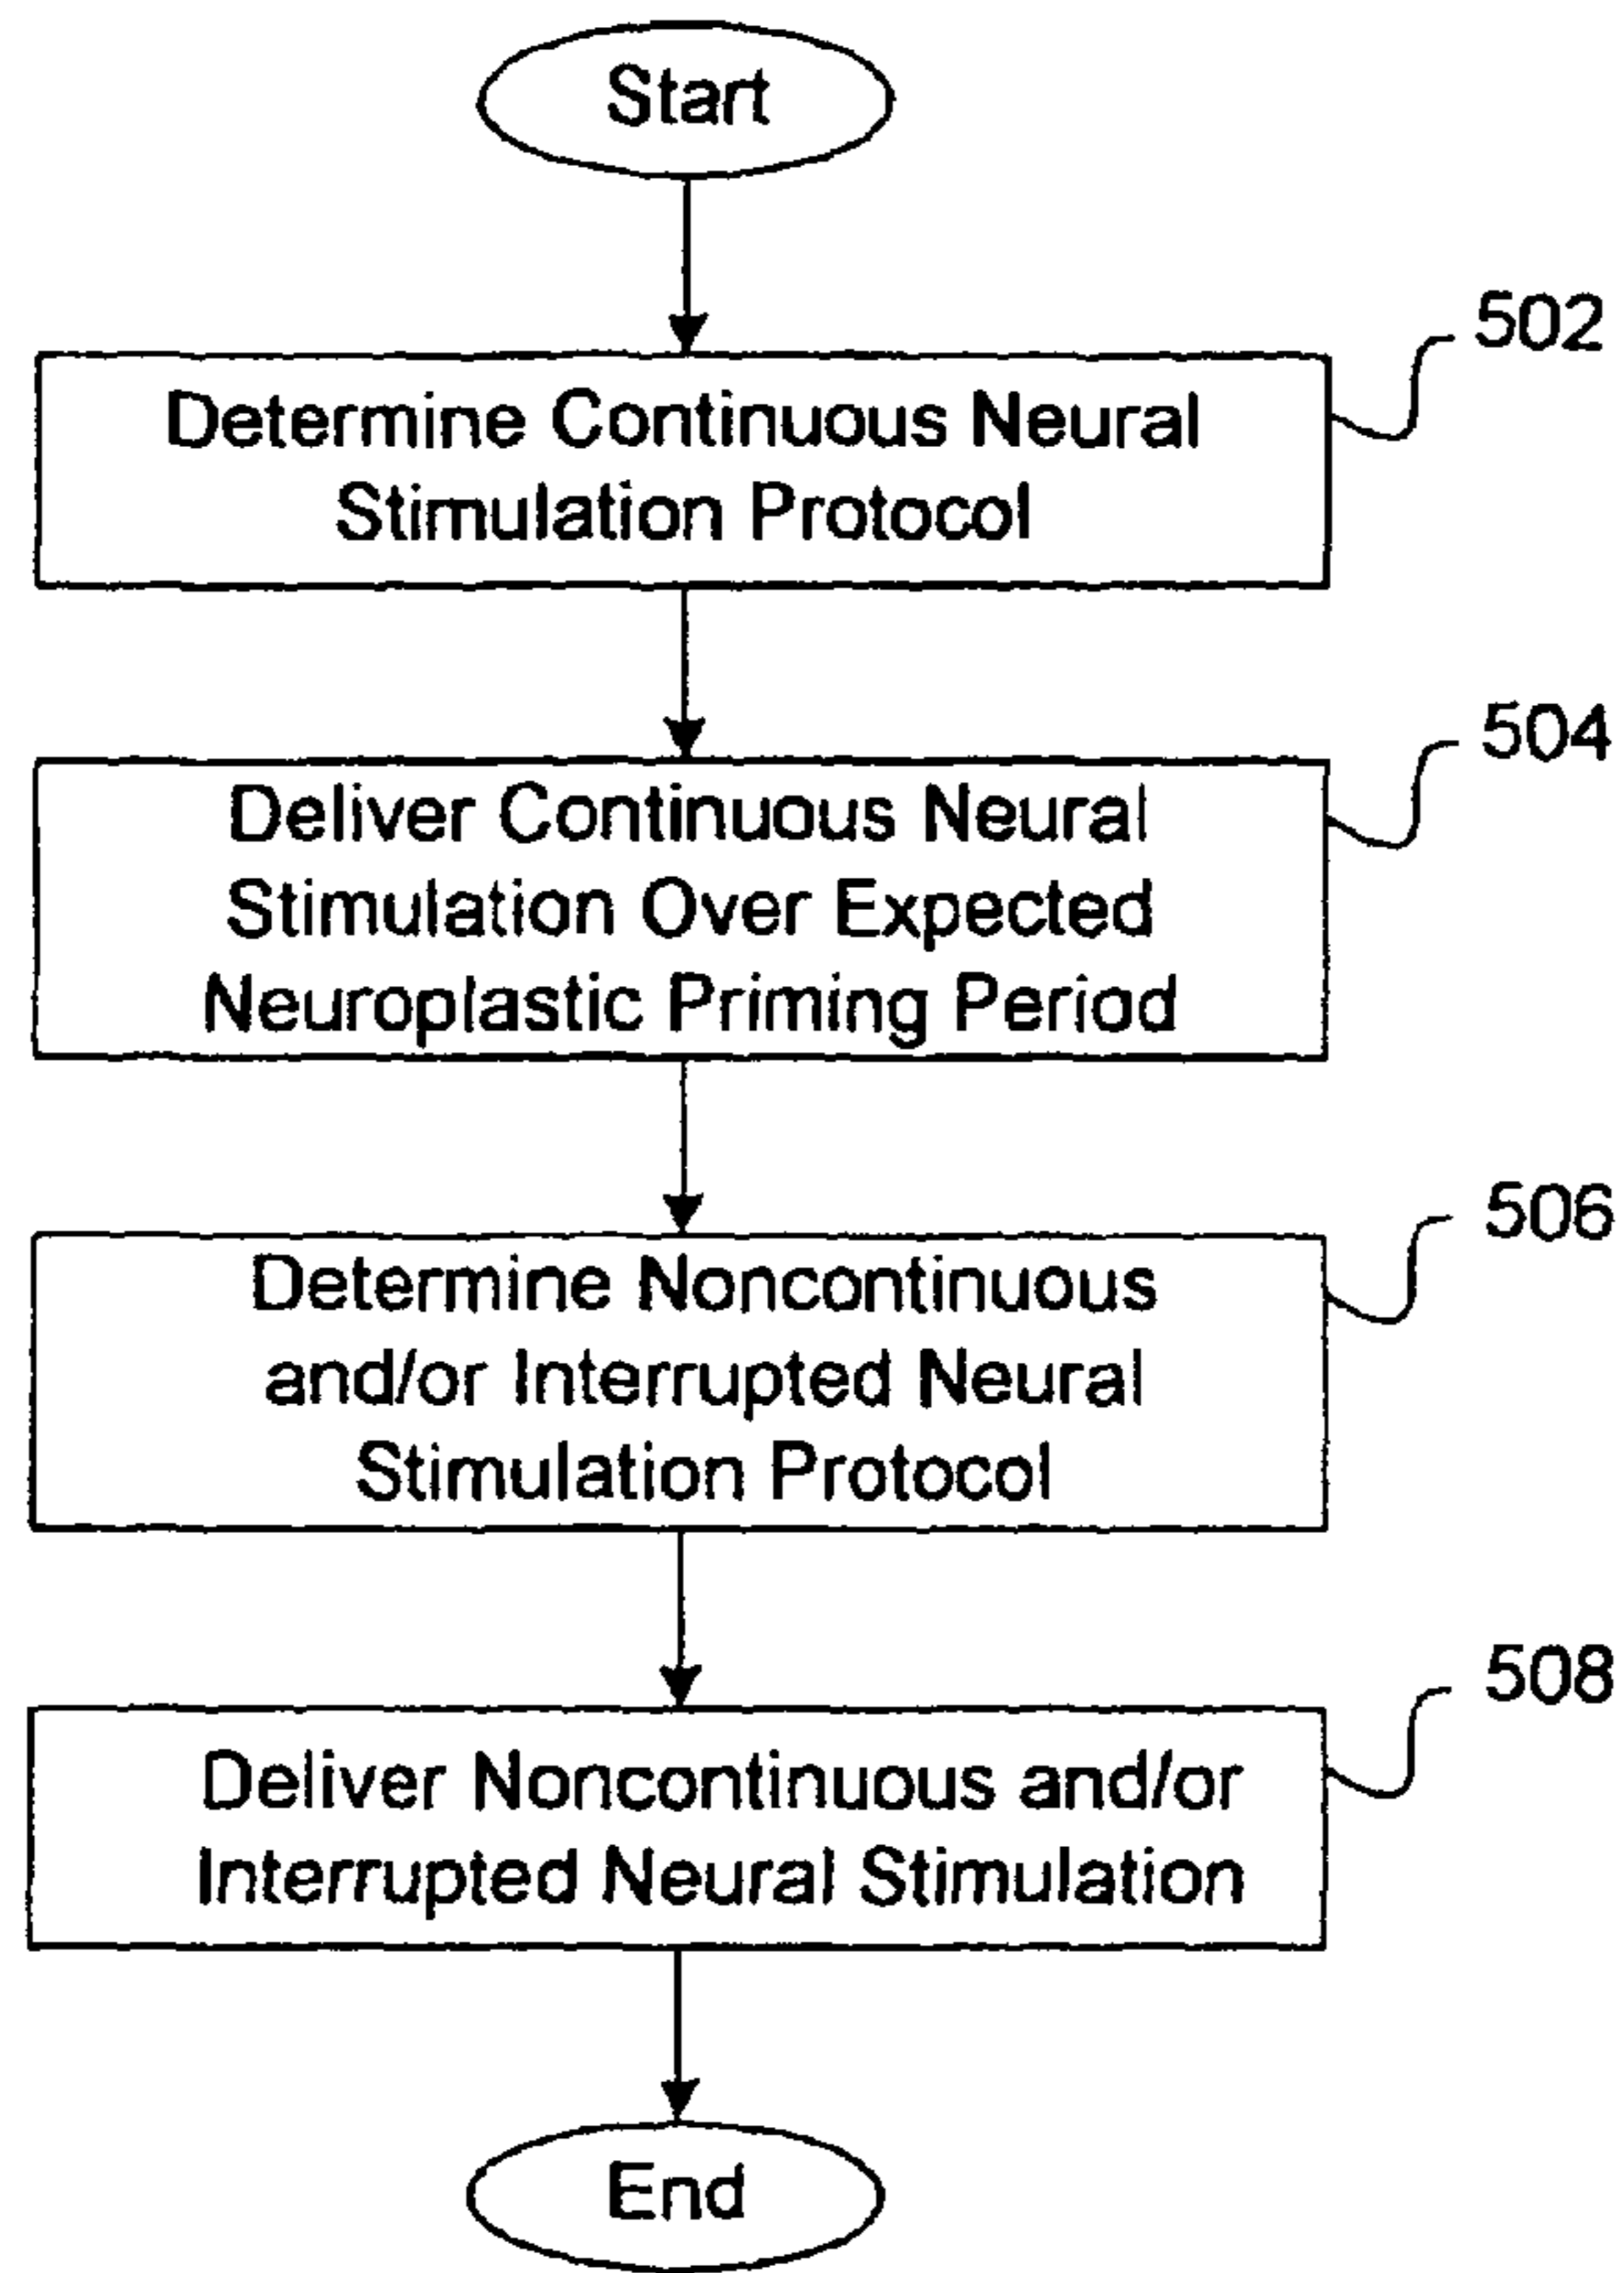 Start
502
Determine Continuous Neural
Stimulation Protocol
504
Deliver Continuous Neural
Stimulation Over Expected
Neuroplastic Priming Period
506
Determine Noncontinuous
and/or Interrupted Neural
Stimulation Protocol
508
Deliver Noncontinuous and/or
Interrupted Neural Stimulation
End